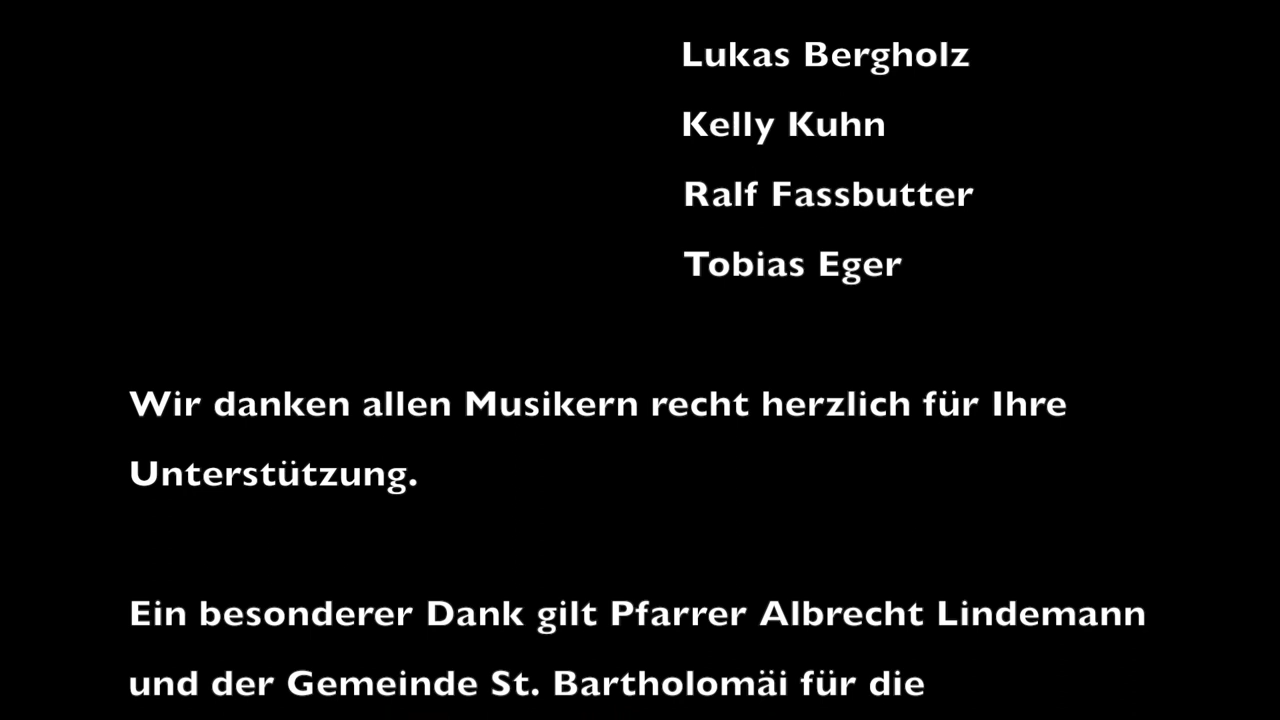 Lukas Bergholz
Kelly Kuhn
Ralf Fassbutter
Tobias Eger
Wir danken allen Musikern recht herzlich für Ihre
Unterstützung.
Ein besonderer Dank gilt Pfarrer Albrecht Lindemann
und der Gemeinde St. Bartholomäi für die